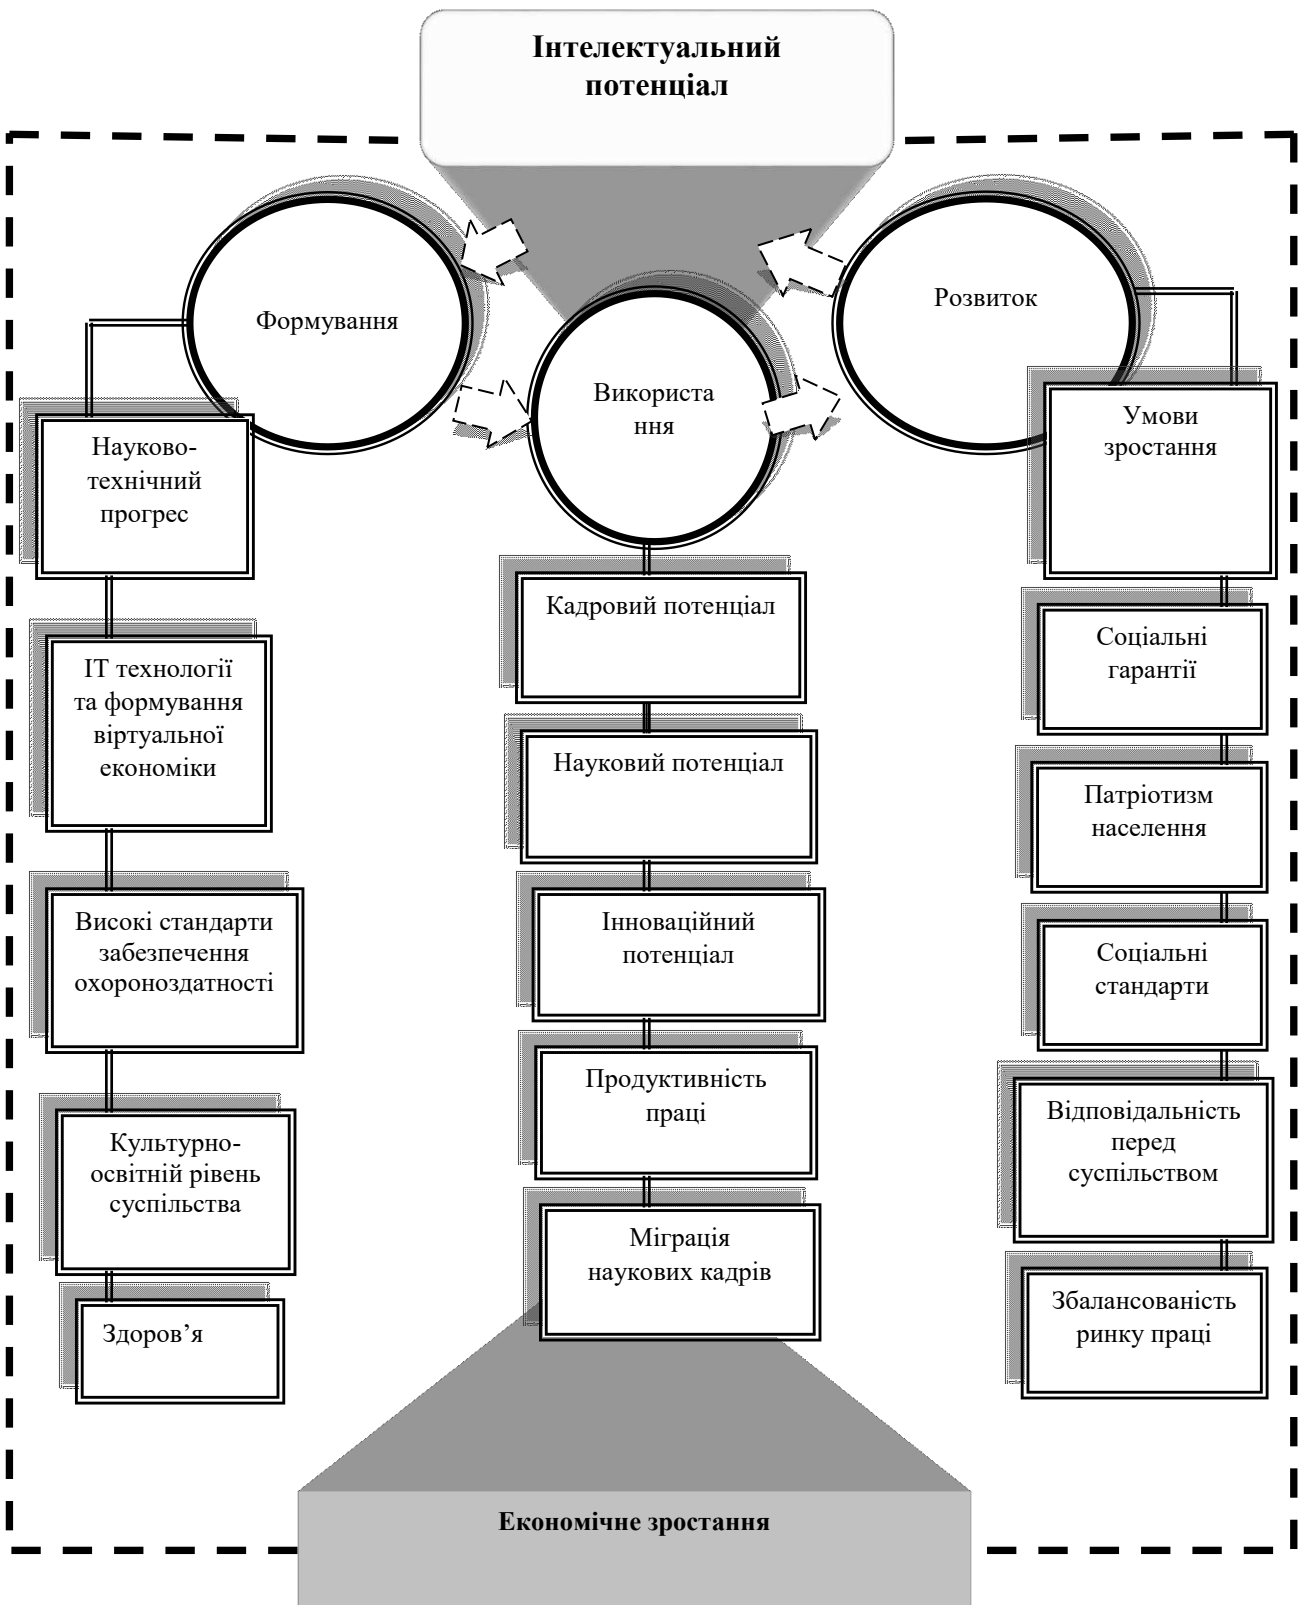 Інтелектуальний
потенціал
Формування
Використа
ння
Розвиток
Науково-
технічний
прогрес
ІТ технології
та формування
віртуальної
економіки
Високі стандарти
забезпечення
охороноздатності
Культурно-
освітній рівень
суспільства
Здоров’я
Кадровий потенціал
Науковий потенціал
Інноваційний
потенціал
Продуктивність
праці
Міграція
наукових кадрів
Умови
зростання
Соціальні
гарантії
Патріотизм
населення
Соціальні
стандарти
Відповідальність
перед
суспільством
Збалансованість
ринку праці
Економічне зростання